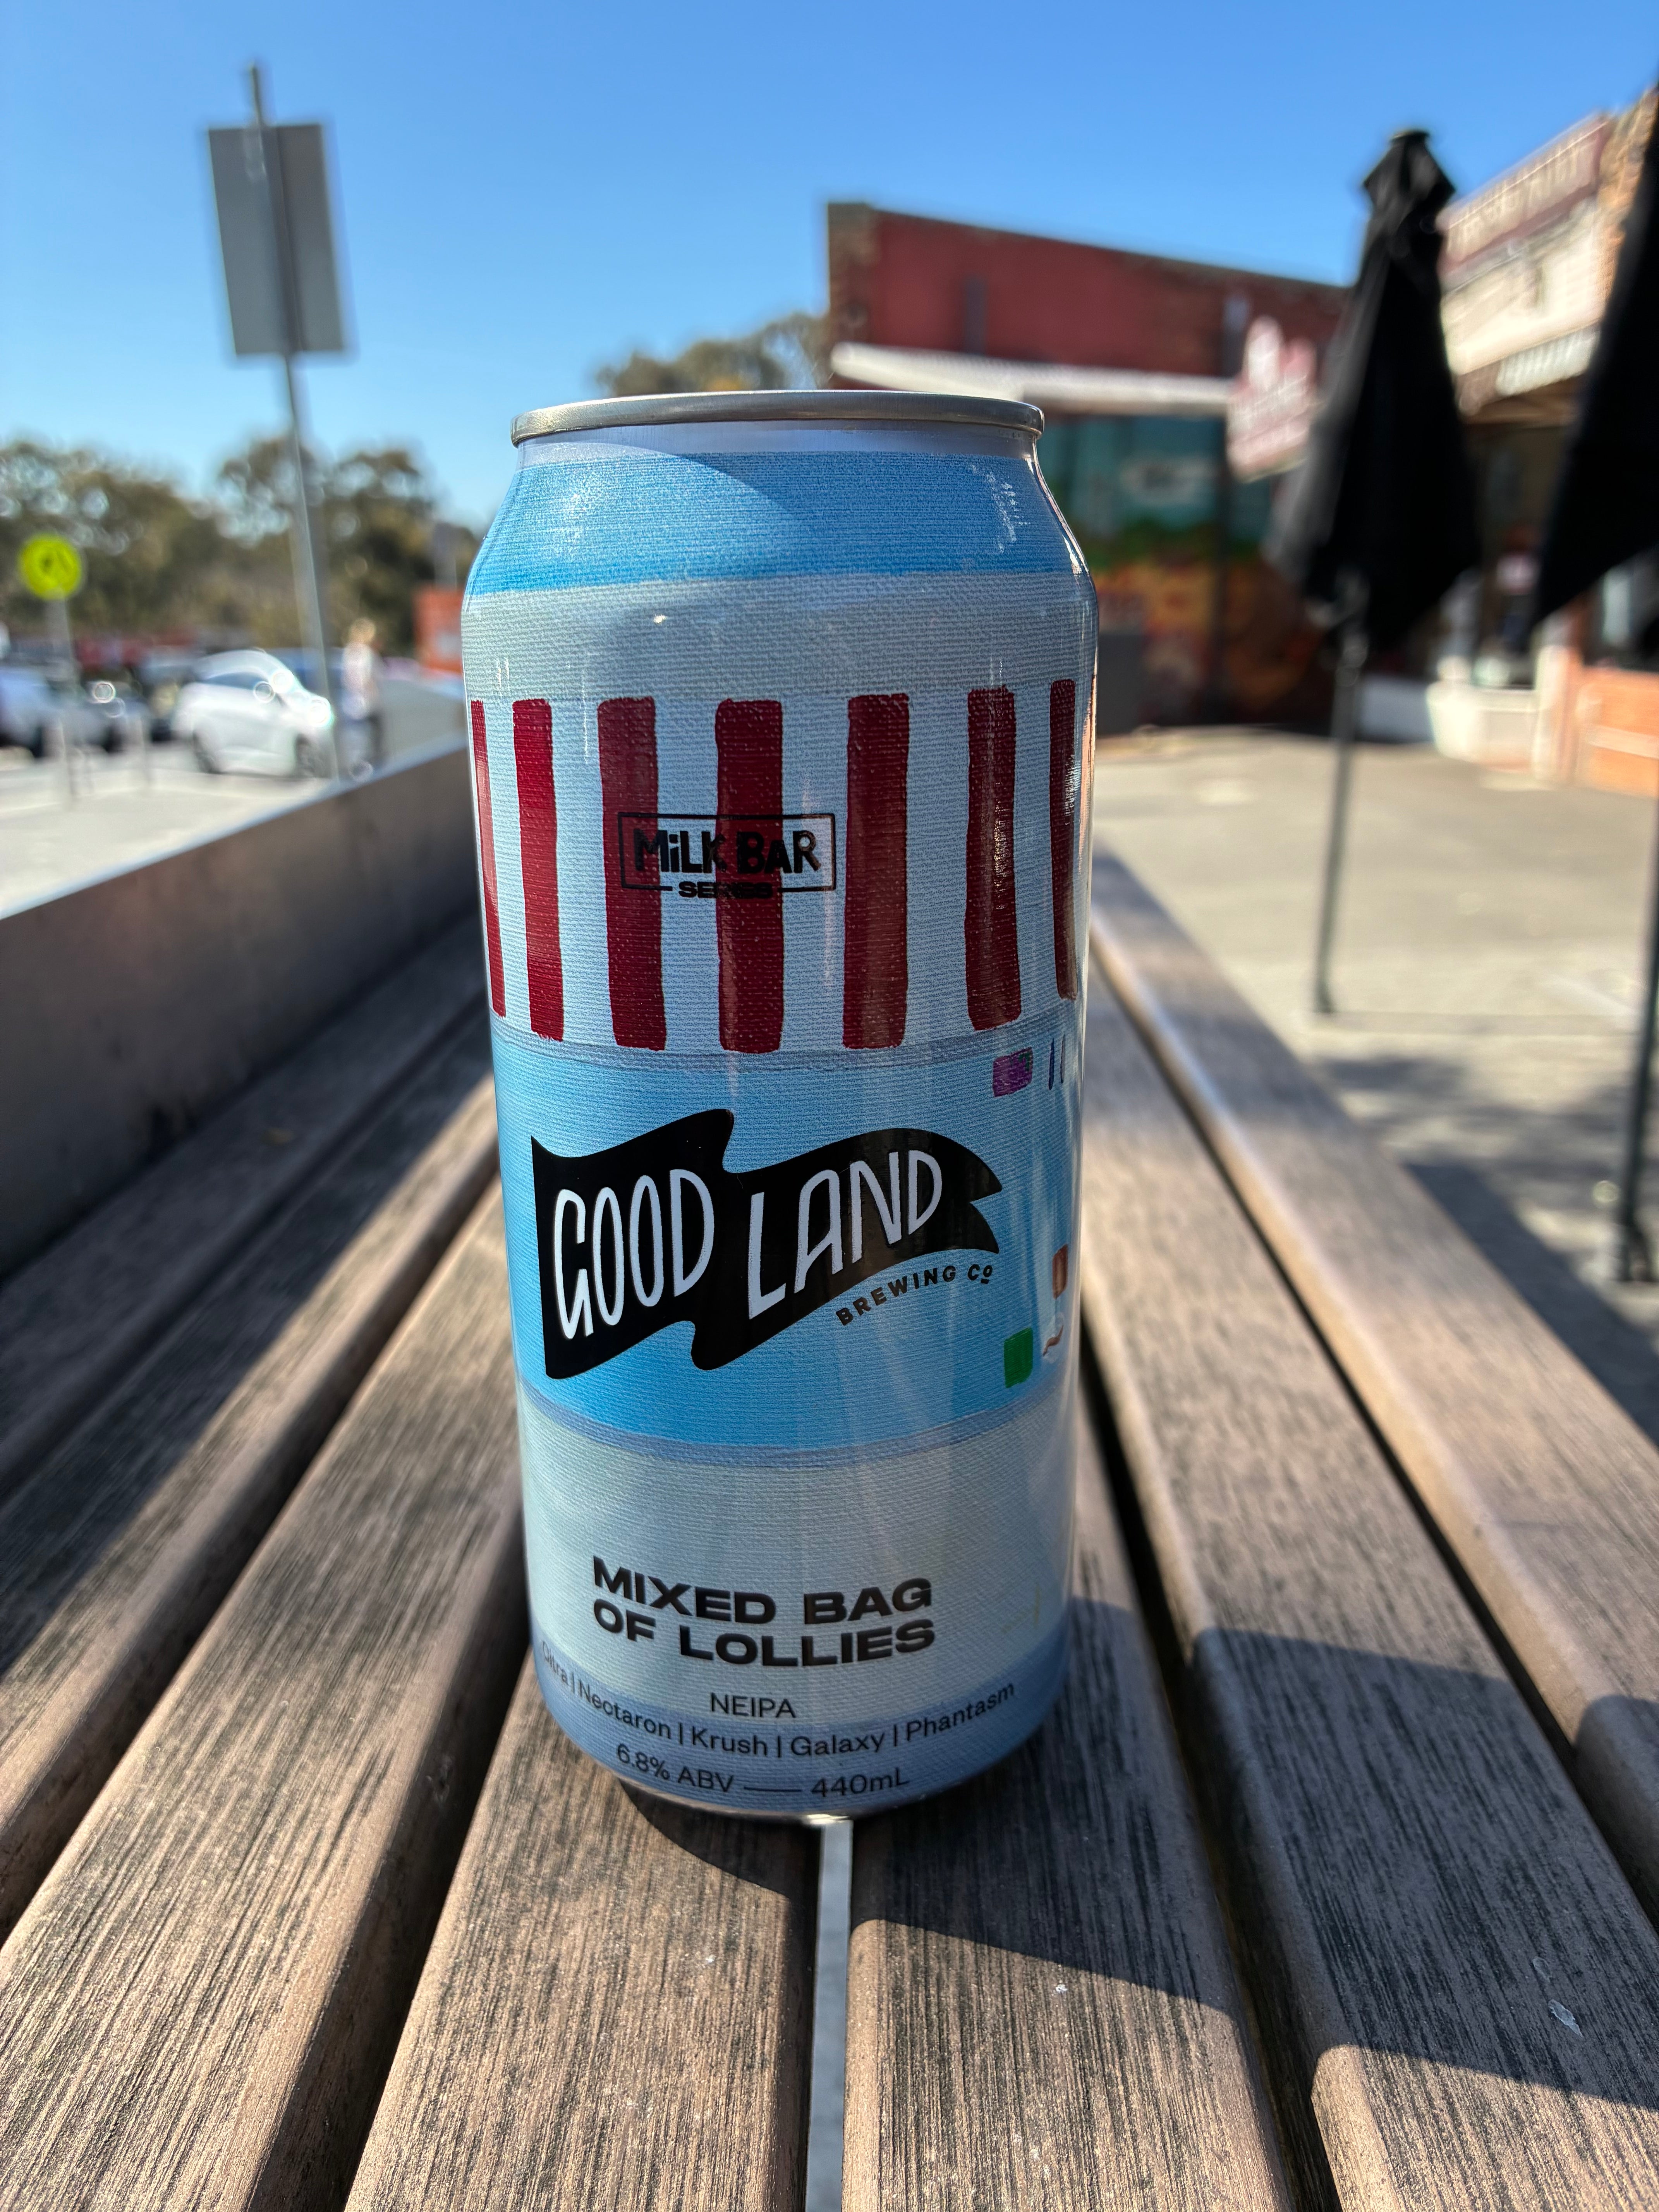 MiLK BAR
SERIES
GOOD LAND
BREWING Co
MIXED BAG
OF LOLLIES
NEIPA
Citra | Nectaron | Krush | Galaxy | Phantasm
6.8% ABV — 440mL